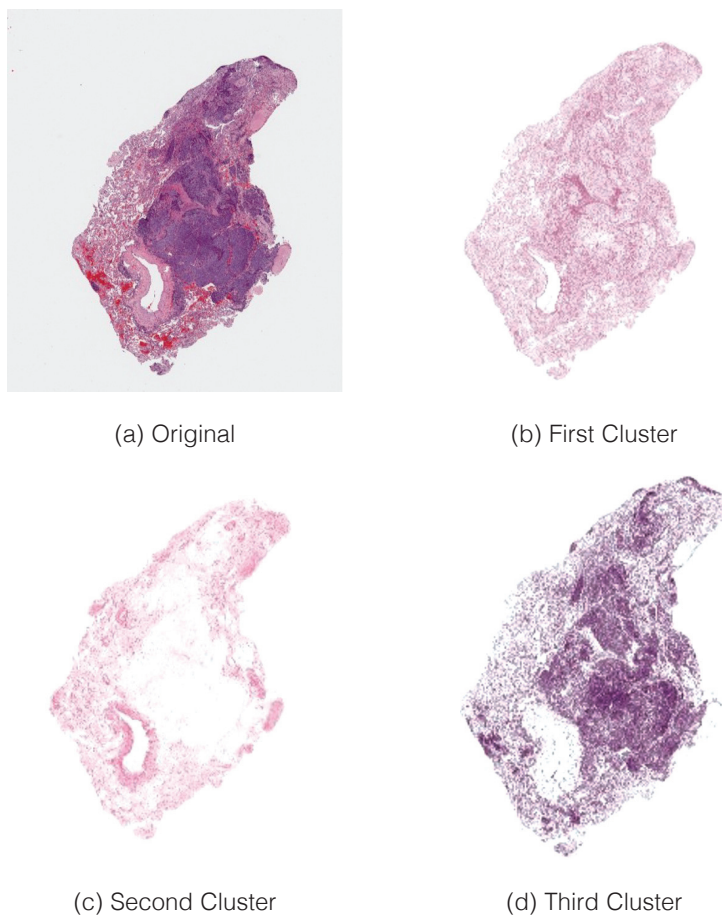 (a) Original
(b) First Cluster
(c) Second Cluster
(d) Third Cluster